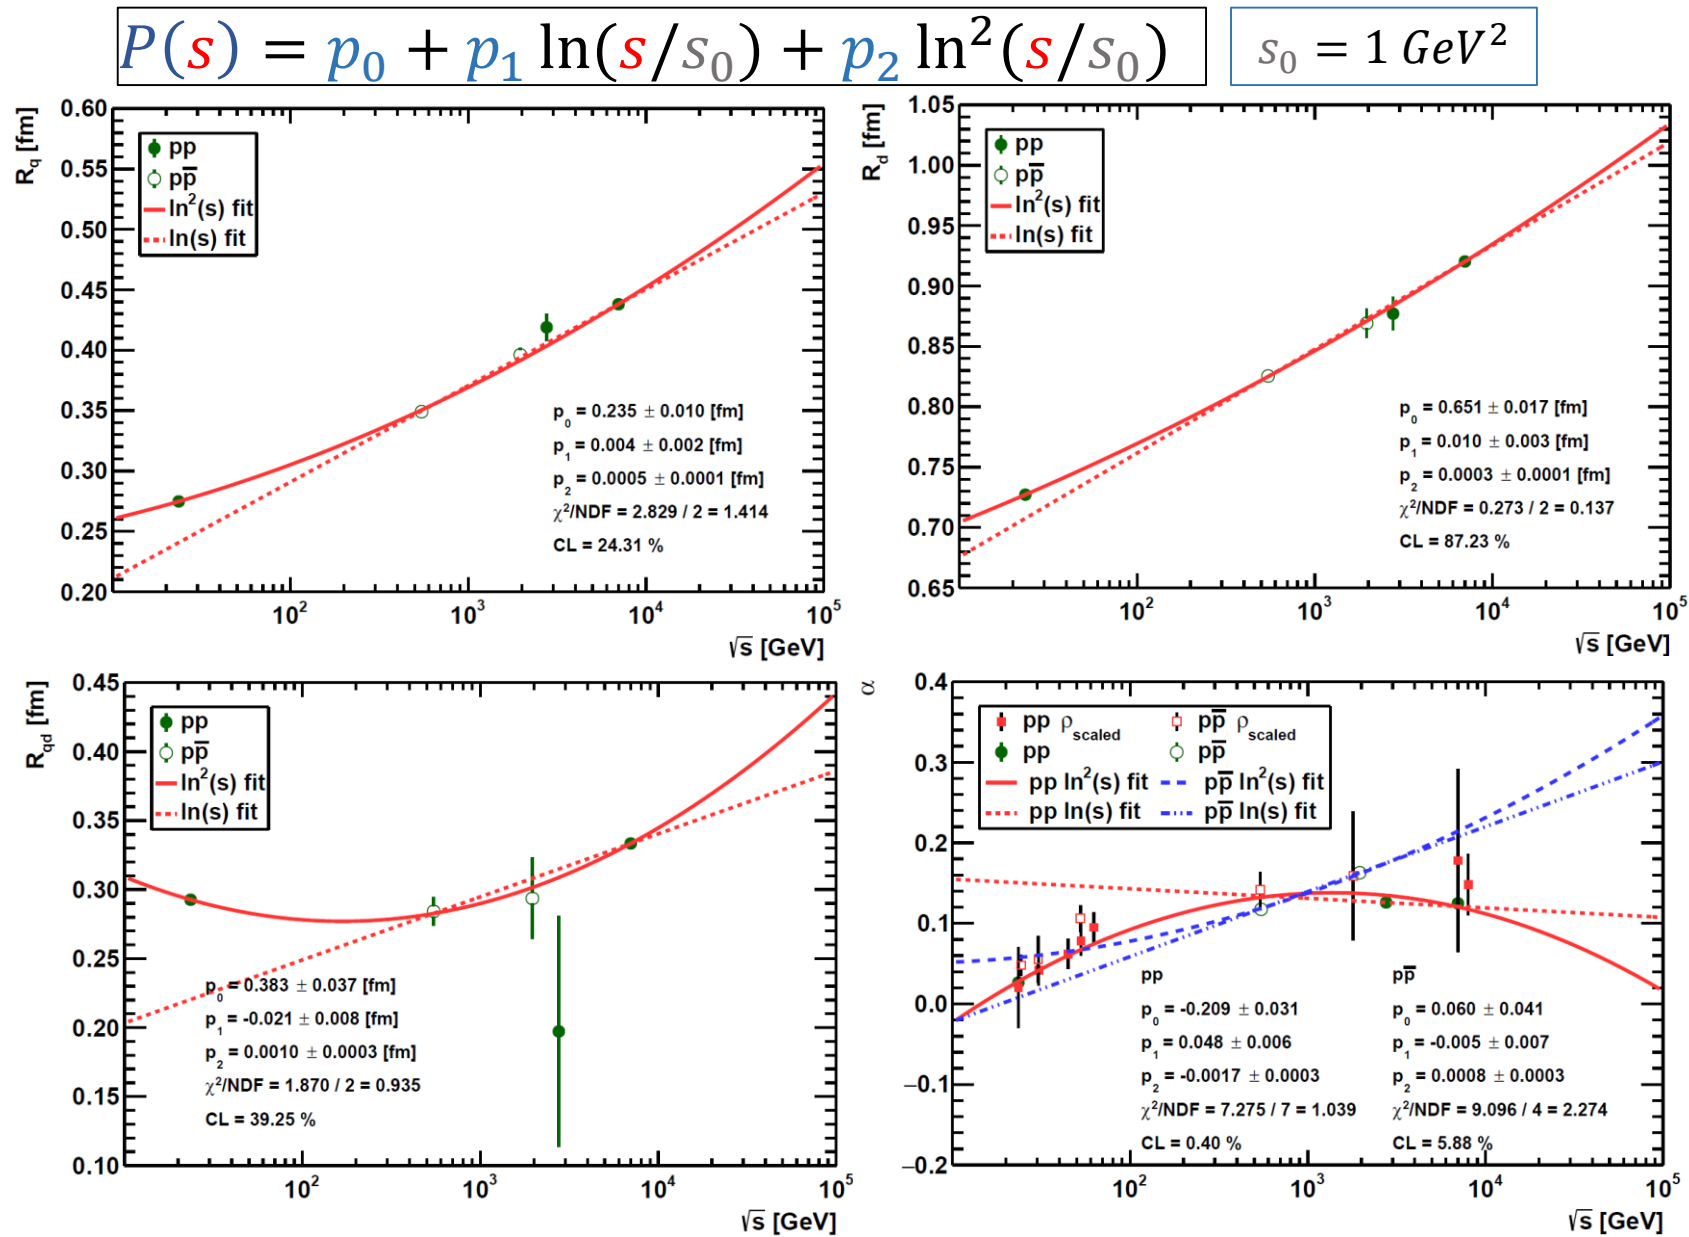 P(s) = p₀ + p₁ ln(s/s₀) + p₂ ln²(s/s₀)
s₀ = 1 GeV²
R_q [fm]
0.60
0.55
0.50
0.45
0.40
0.35
0.30
0.25
0.20
pp
pp̅
ln²(s) fit
ln(s) fit
p₀ = 0.235 ± 0.010 [fm]
p₁ = 0.004 ± 0.002 [fm]
p₂ = 0.0005 ± 0.0001 [fm]
χ²/NDF = 2.829 / 2 = 1.414
CL = 24.31 %
10² 10³ 10⁴ 10⁵
√s [GeV]
R_d [fm]
1.05
1.00
0.95
0.90
0.85
0.80
0.75
0.70
0.65
pp
pp̅
ln²(s) fit
ln(s) fit
p₀ = 0.651 ± 0.017 [fm]
p₁ = 0.010 ± 0.003 [fm]
p₂ = 0.0003 ± 0.0001 [fm]
χ²/NDF = 0.273 / 2 = 0.137
CL = 87.23 %
10² 10³ 10⁴ 10⁵
√s [GeV]
R_qd [fm]
0.45
0.40
0.35
0.30
0.25
0.20
0.15
0.10
pp
pp̅
ln²(s) fit
ln(s) fit
p₀ = 0.383 ± 0.037 [fm]
p₁ = -0.021 ± 0.008 [fm]
p₂ = 0.0010 ± 0.0003 [fm]
χ²/NDF = 1.870 / 2 = 0.935
CL = 39.25 %
10² 10³ 10⁴ 10⁵
√s [GeV]
α
0.4
0.3
0.2
0.1
0.0
−0.1
−0.2
pp ρ_scaled pp̅ ρ_scaled
pp pp̅
pp ln²(s) fit pp̅ ln²(s) fit
pp ln(s) fit pp̅ ln(s) fit
pp
p₀ = -0.209 ± 0.031
p₁ = 0.048 ± 0.006
p₂ = -0.0017 ± 0.0003
χ²/NDF = 7.275 / 7 = 1.039
CL = 0.40 %
pp̅
p₀ = 0.060 ± 0.041
p₁ = -0.005 ± 0.007
p₂ = 0.0008 ± 0.0003
χ²/NDF = 9.096 / 4 = 2.274
CL = 5.88 %
10² 10³ 10⁴ 10⁵
√s [GeV]